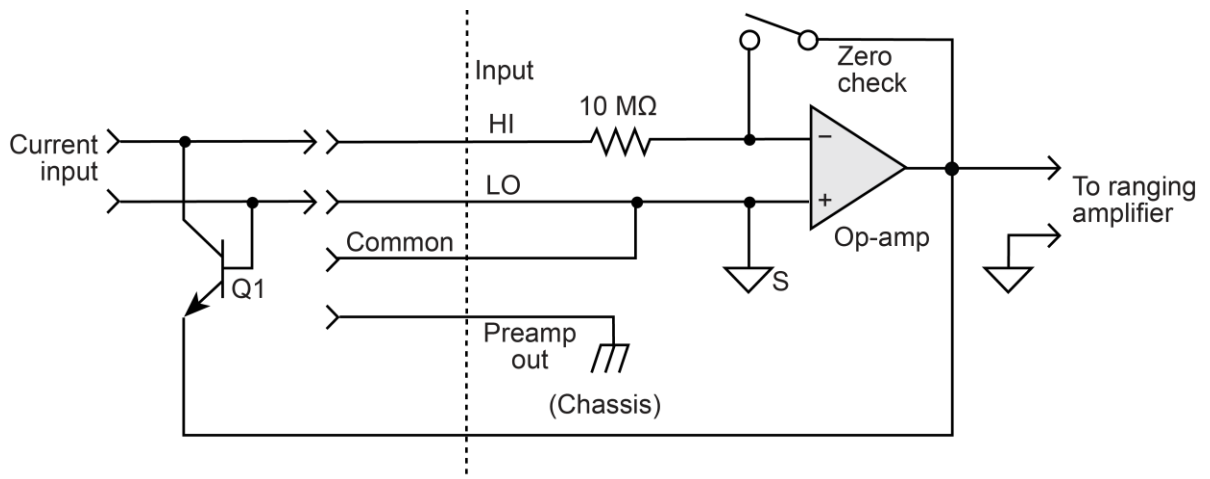 Input
Zero
check
10 MΩ
HI
Current
input
−
LO
+
To ranging
amplifier
Op-amp
Common
Q1
S
Preamp
out
(Chassis)